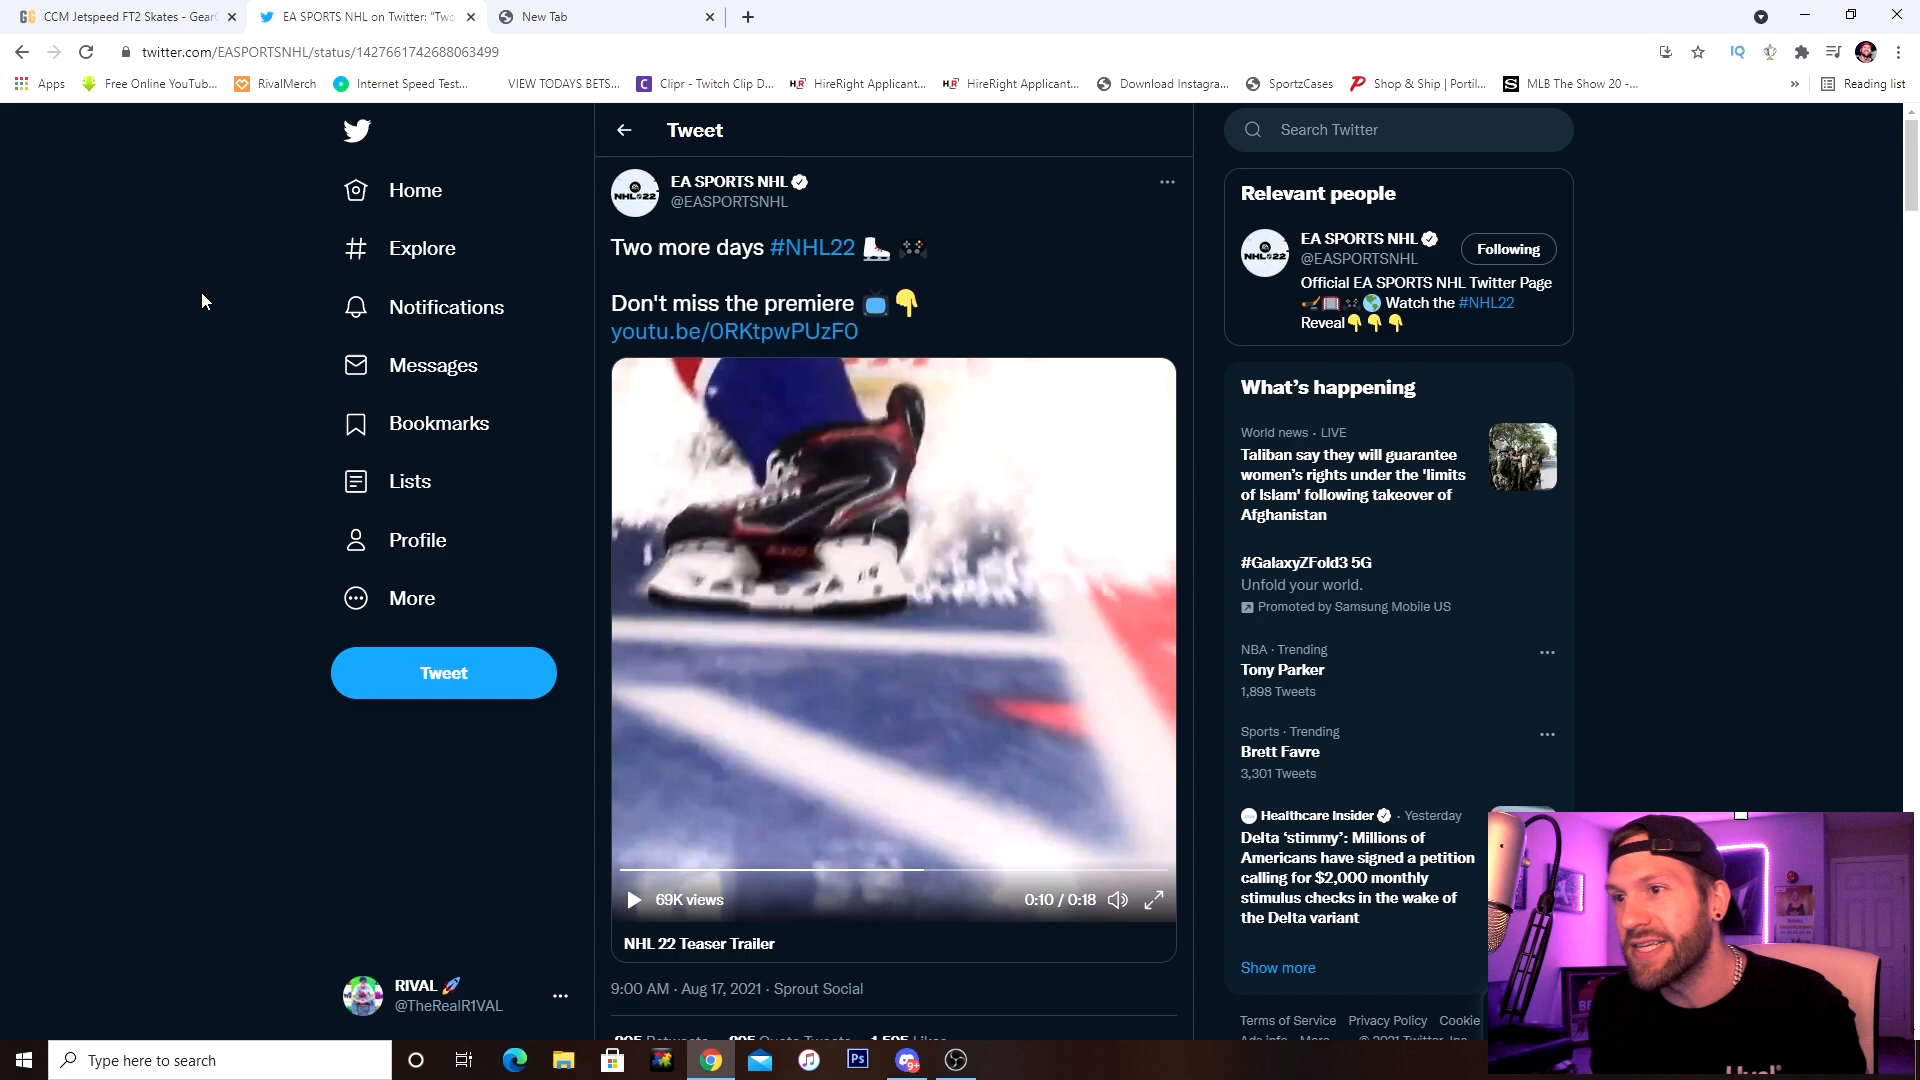 CCM Jetspeed FT2 Skates - Gear
EA SPORTS NHL on Twitter: "Two
New Tab
twitter.com/EASPORTSNHL/status/1427661742688063499
Apps
Free Online YouTub...
RivalMerch
Internet Speed Test...
VIEW TODAYS BETS...
Clipr - Twitch Clip D...
HireRight Applicant...
HireRight Applicant...
Download Instagra...
SportzCases
Shop & Ship | Portil...
MLB The Show 20 -...
Reading list
Home
Explore
Notifications
Messages
Bookmarks
Lists
Profile
More
Tweet
RIVAL 🚀
@TheRealR1VAL
Tweet
EA SPORTS NHL
@EASPORTSNHL
Two more days #NHL22 ⛸ 🎮
Don't miss the premiere 📺👇
youtu.be/0RKtpwPUzF0
69K views
0:10 / 0:18
NHL 22 Teaser Trailer
9:00 AM · Aug 17, 2021 · Sprout Social
Search Twitter
Relevant people
EA SPORTS NHL
@EASPORTSNHL
Following
Official EA SPORTS NHL Twitter Page
🏒🥅🎮🌎 Watch the #NHL22
Reveal👇👇👇
What's happening
World news · LIVE
Taliban say they will guarantee
women's rights under the 'limits
of Islam' following takeover of
Afghanistan
#GalaxyZFold3 5G
Unfold your world.
Promoted by Samsung Mobile US
NBA · Trending
Tony Parker
1,898 Tweets
Sports · Trending
Brett Favre
3,301 Tweets
Healthcare Insider · Yesterday
Delta 'stimmy': Millions of
Americans have signed a petition
calling for $2,000 monthly
stimulus checks in the wake of
the Delta variant
Show more
Terms of Service Privacy Policy Cookie
Type here to search